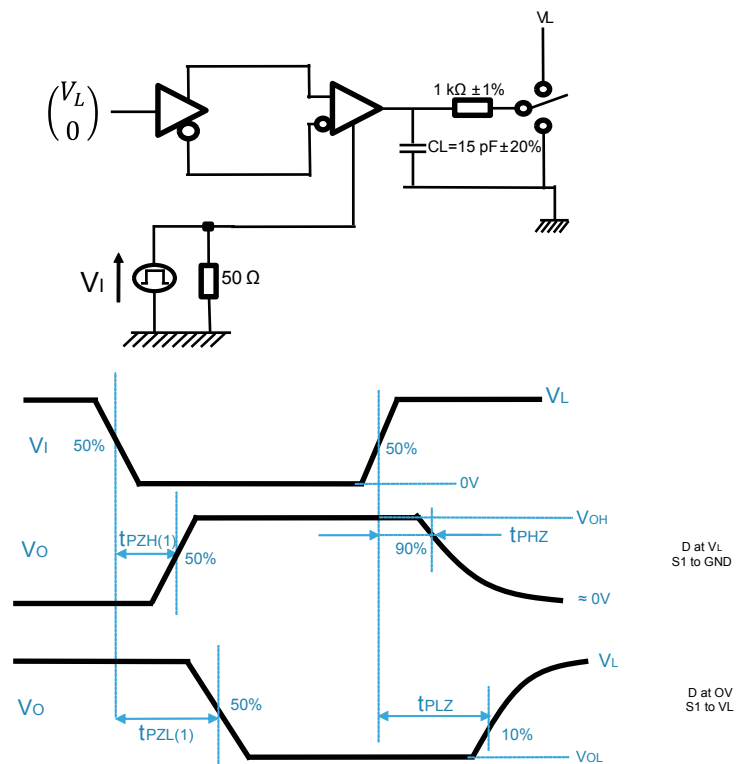 VL
1 kΩ ±1%
V_L
0
CL=15 pF±20%
VI
50 Ω
VL
VI
50%
50%
0V
VOH
tPZH(1)
tPHZ
VO
50%
90%
D at VL
S1 to GND
≈ 0V
VL
VO
50%
tPLZ
D at OV
S1 to VL
tPZL(1)
10%
VOL